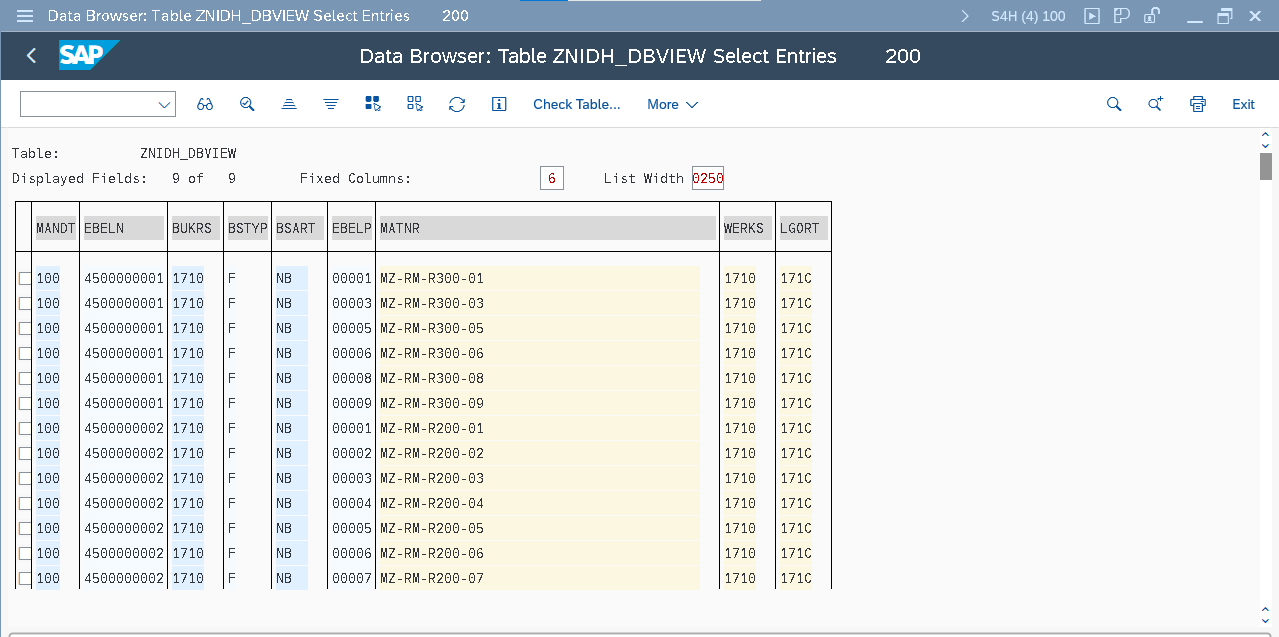 Data Browser: Table ZNIDH_DBVIEW Select Entries 200
S4H (4) 100
SAP
Data Browser: Table ZNIDH_DBVIEW Select Entries 200
Check Table... More Exit
Table: ZNIDH_DBVIEW
Displayed Fields: 9 of 9 Fixed Columns: 6 List Width 0250
MANDT EBELN BUKRS BSTYP BSART EBELP MATNR WERKS LGORT
100 4500000001 1710 F NB 00001 MZ-RM-R300-01 1710 171C
100 4500000001 1710 F NB 00003 MZ-RM-R300-03 1710 171C
100 4500000001 1710 F NB 00005 MZ-RM-R300-05 1710 171C
100 4500000001 1710 F NB 00006 MZ-RM-R300-06 1710 171C
100 4500000001 1710 F NB 00008 MZ-RM-R300-08 1710 171C
100 4500000001 1710 F NB 00009 MZ-RM-R300-09 1710 171C
100 4500000002 1710 F NB 00001 MZ-RM-R200-01 1710 171C
100 4500000002 1710 F NB 00002 MZ-RM-R200-02 1710 171C
100 4500000002 1710 F NB 00003 MZ-RM-R200-03 1710 171C
100 4500000002 1710 F NB 00004 MZ-RM-R200-04 1710 171C
100 4500000002 1710 F NB 00005 MZ-RM-R200-05 1710 171C
100 4500000002 1710 F NB 00006 MZ-RM-R200-06 1710 171C
100 4500000002 1710 F NB 00007 MZ-RM-R200-07 1710 171C